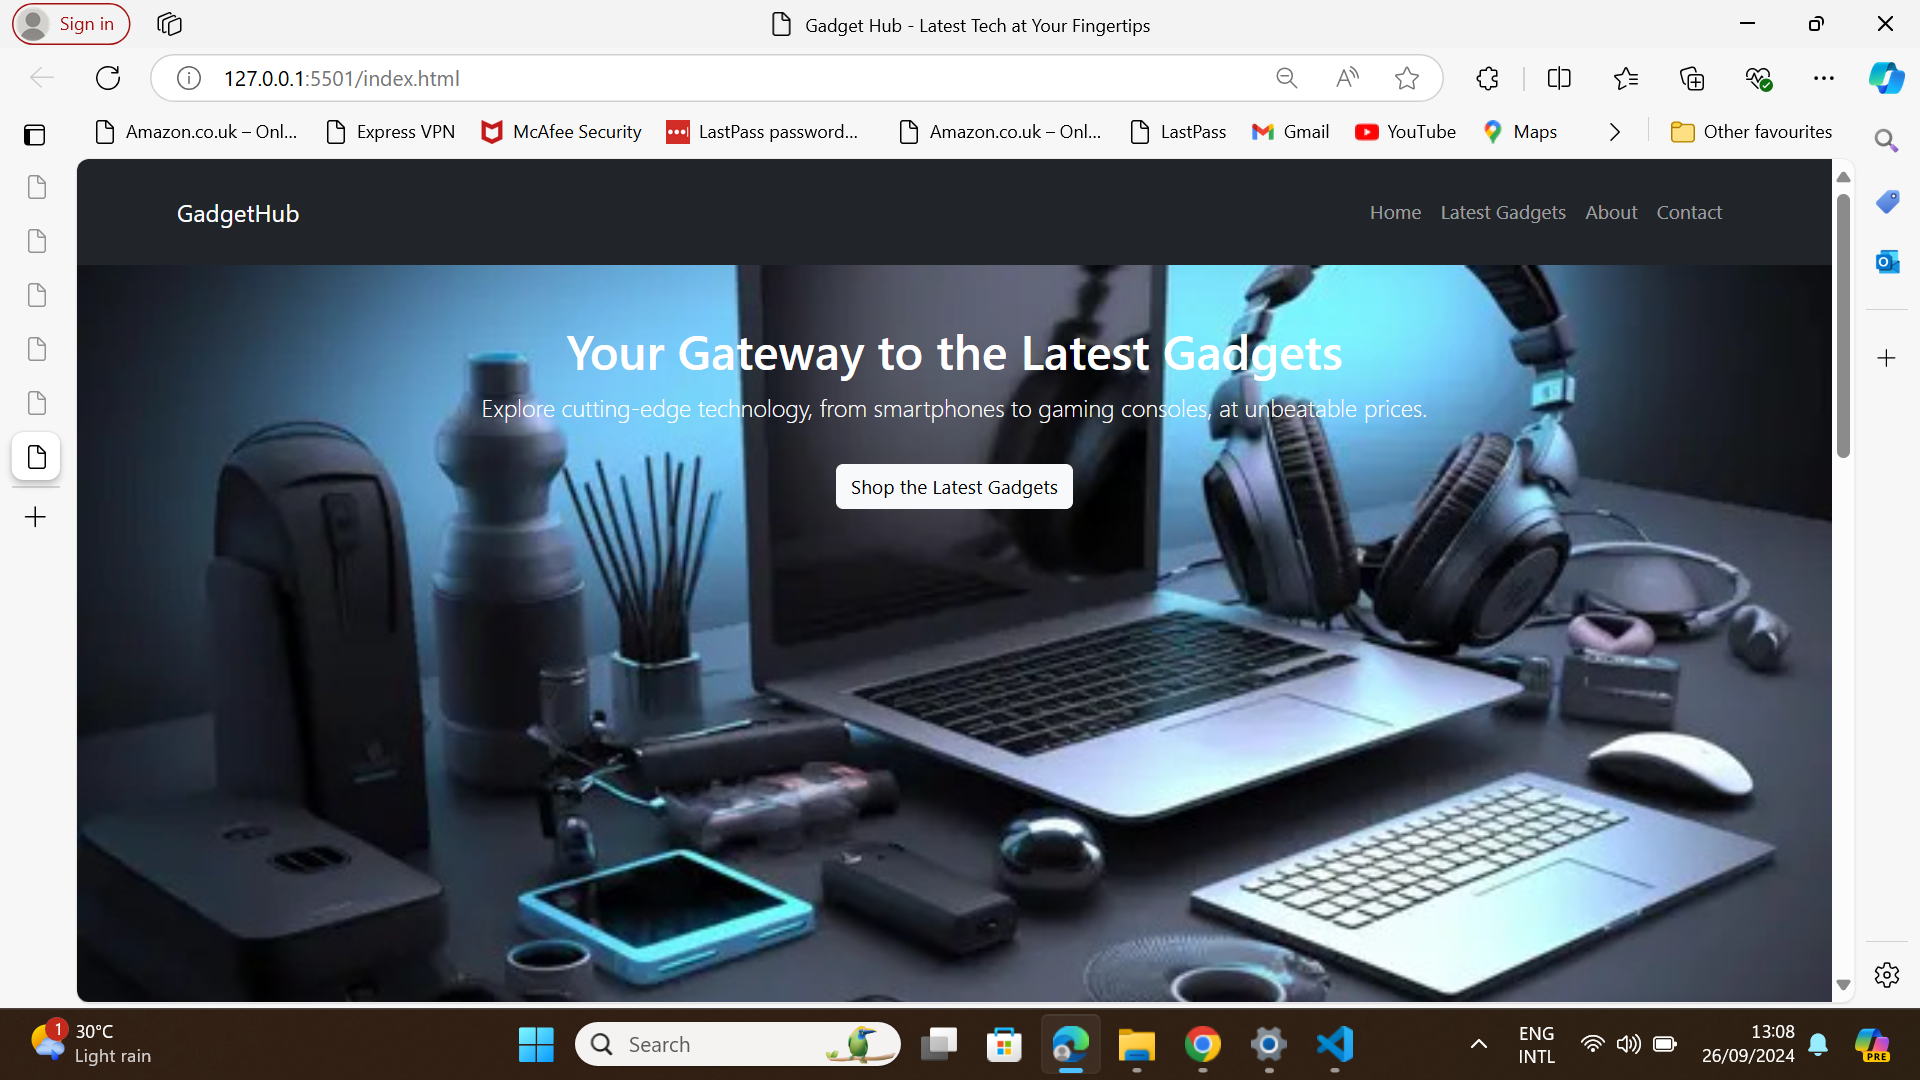 Sign in
Gadget Hub - Latest Tech at Your Fingertips
127.0.0.1:5501/index.html
Amazon.co.uk – Onl...
Express VPN
McAfee Security
LastPass password...
Amazon.co.uk – Onl...
LastPass
Gmail
YouTube
Maps
Other favourites
GadgetHub
Home
Latest Gadgets
About
Contact
Your Gateway to the Latest Gadgets
Explore cutting-edge technology, from smartphones to gaming consoles, at unbeatable prices.
Shop the Latest Gadgets
1
30°C
Light rain
Search
ENG
INTL
13:08
26/09/2024
PRE